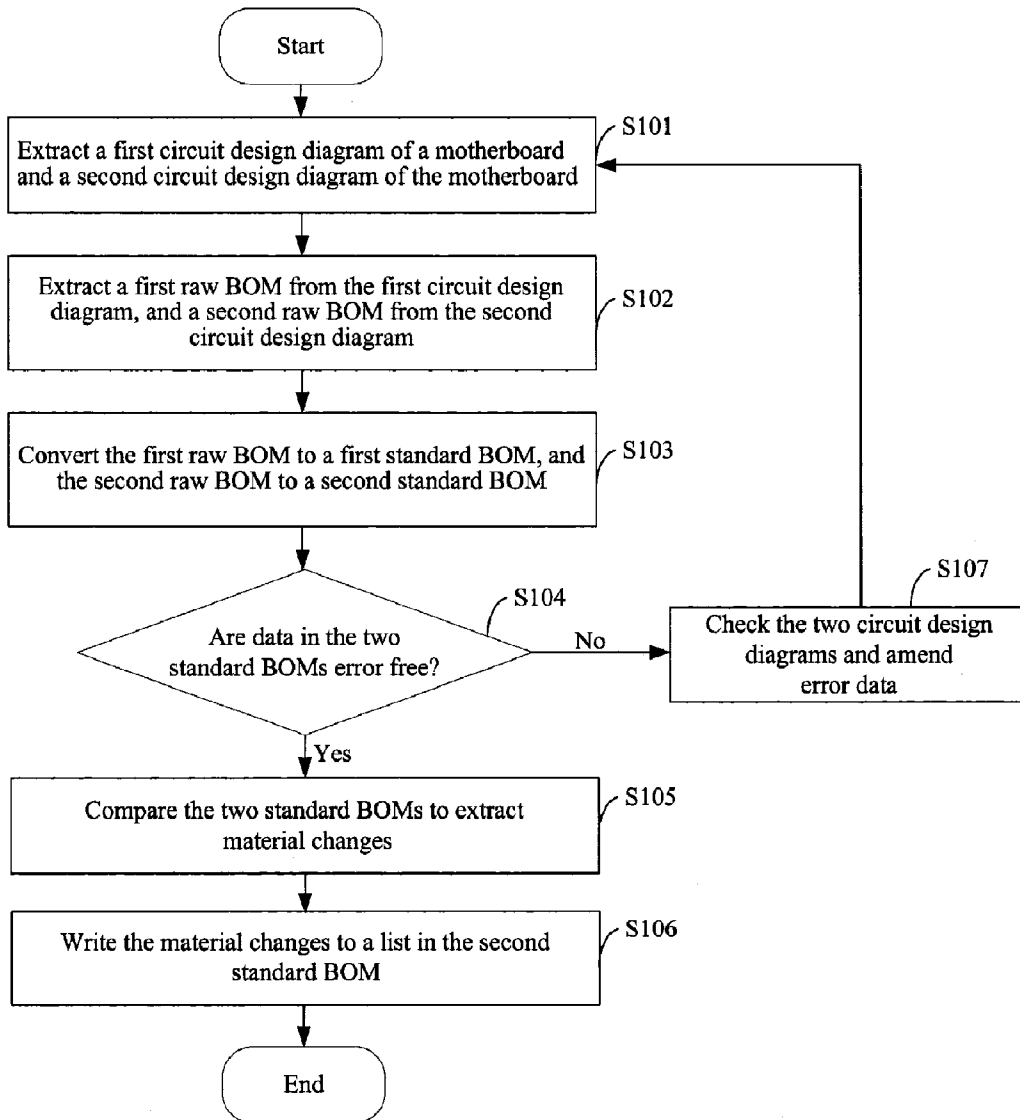 Start
S101
Extract a first circuit design diagram of a motherboard
and a second circuit design diagram of the motherboard
Extract a first raw BOM from the first circuit design
diagram, and a second raw BOM from the second
circuit design diagram
S102
Convert the first raw BOM to a first standard BOM, and
the second raw BOM to a second standard BOM
S103
S104
Are data in the two
standard BOMs error free?
No
S107
Check the two circuit design
diagrams and amend
error data
Yes
Compare the two standard BOMs to extract
material changes
S105
Write the material changes to a list in the second
standard BOM
S106
End